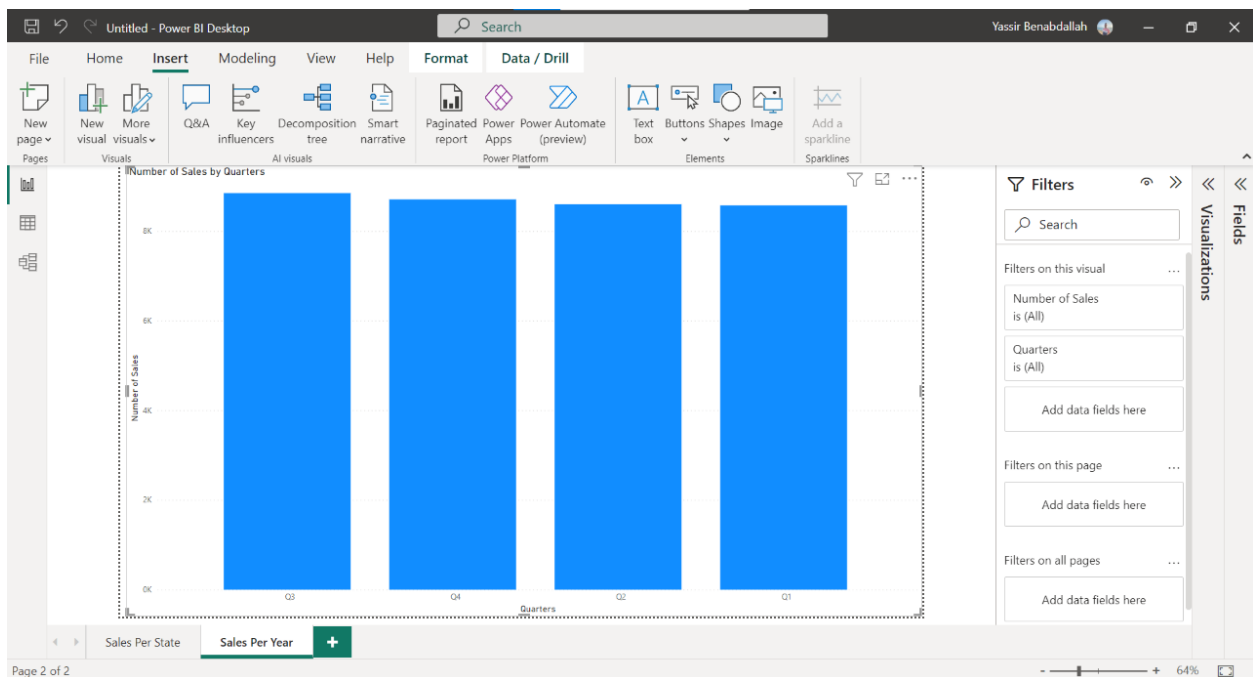 Untitled - Power BI Desktop
Search
Yassir Benabdallah
File Home Insert Modeling View Help Format Data / Drill
New page
New visual
More visuals
Q&A
Key influencers
Decomposition tree
Smart narrative
Paginated report
Power Apps
Power Automate (preview)
Text box
Buttons
Shapes
Image
Add a sparkline
Pages
Visuals
AI visuals
Power Platform
Elements
Sparklines
Number of Sales by Quarters
8K
6K
4K
2K
0K
Number of Sales
Q3 Q4 Q2 Q1
Quarters
Filters
Search
Filters on this visual ...
Number of Sales
is (All)
Quarters
is (All)
Add data fields here
Filters on this page ...
Add data fields here
Filters on all pages ...
Add data fields here
Visualizations
Fields
Sales Per State
Sales Per Year
Page 2 of 2
- + 64%